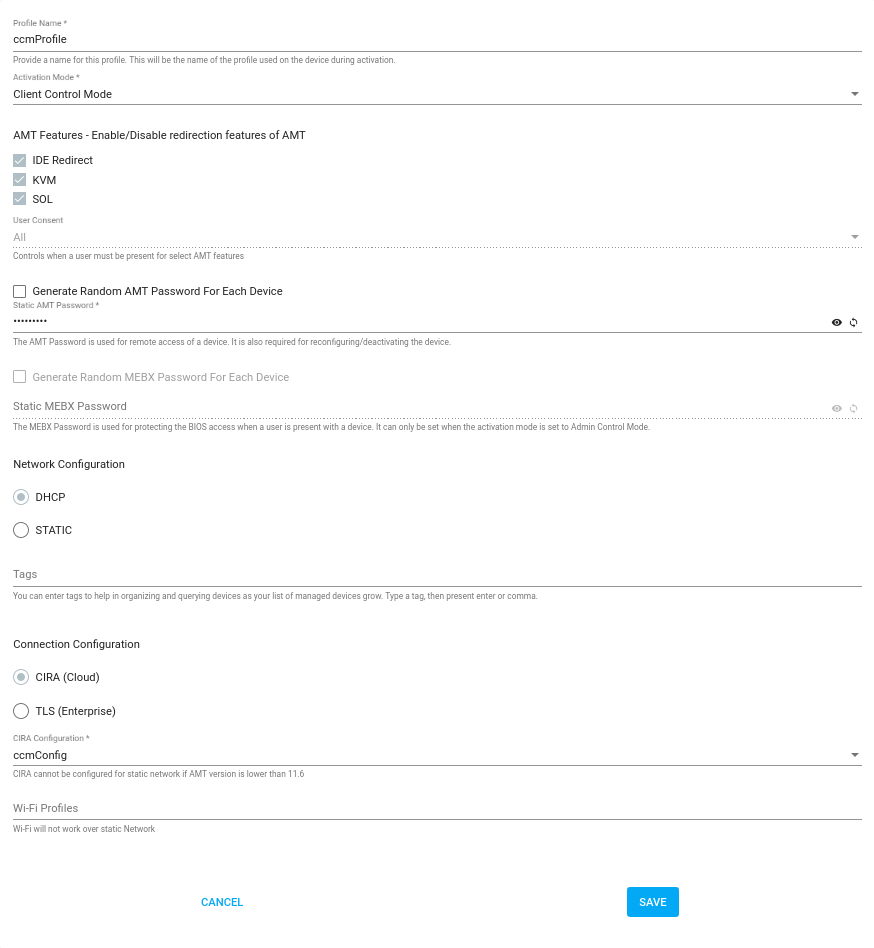 Profile Name *
ccmProfile
Provide a name for this profile. This will be the name of the profile used on the device during activation.
Activation Mode *
Client Control Mode
AMT Features - Enable/Disable redirection features of AMT
IDE Redirect
KVM
SOL
User Consent
All
Controls when a user must be present for select AMT features
Generate Random AMT Password For Each Device
Static AMT Password *
•••••••••
The AMT Password is used for remote access of a device. It is also required for reconfiguring/deactivating the device.
Generate Random MEBX Password For Each Device
Static MEBX Password
The MEBX Password is used for protecting the BIOS access when a user is present with a device. It can only be set when the activation mode is set to Admin Control Mode.
Network Configuration
DHCP
STATIC
Tags
You can enter tags to help in organizing and querying devices as your list of managed devices grow. Type a tag, then present enter or comma.
Connection Configuration
CIRA (Cloud)
TLS (Enterprise)
CIRA Configuration *
ccmConfig
CIRA cannot be configured for static network if AMT version is lower than 11.6
Wi-Fi Profiles
Wi-Fi will not work over static Network
CANCEL
SAVE